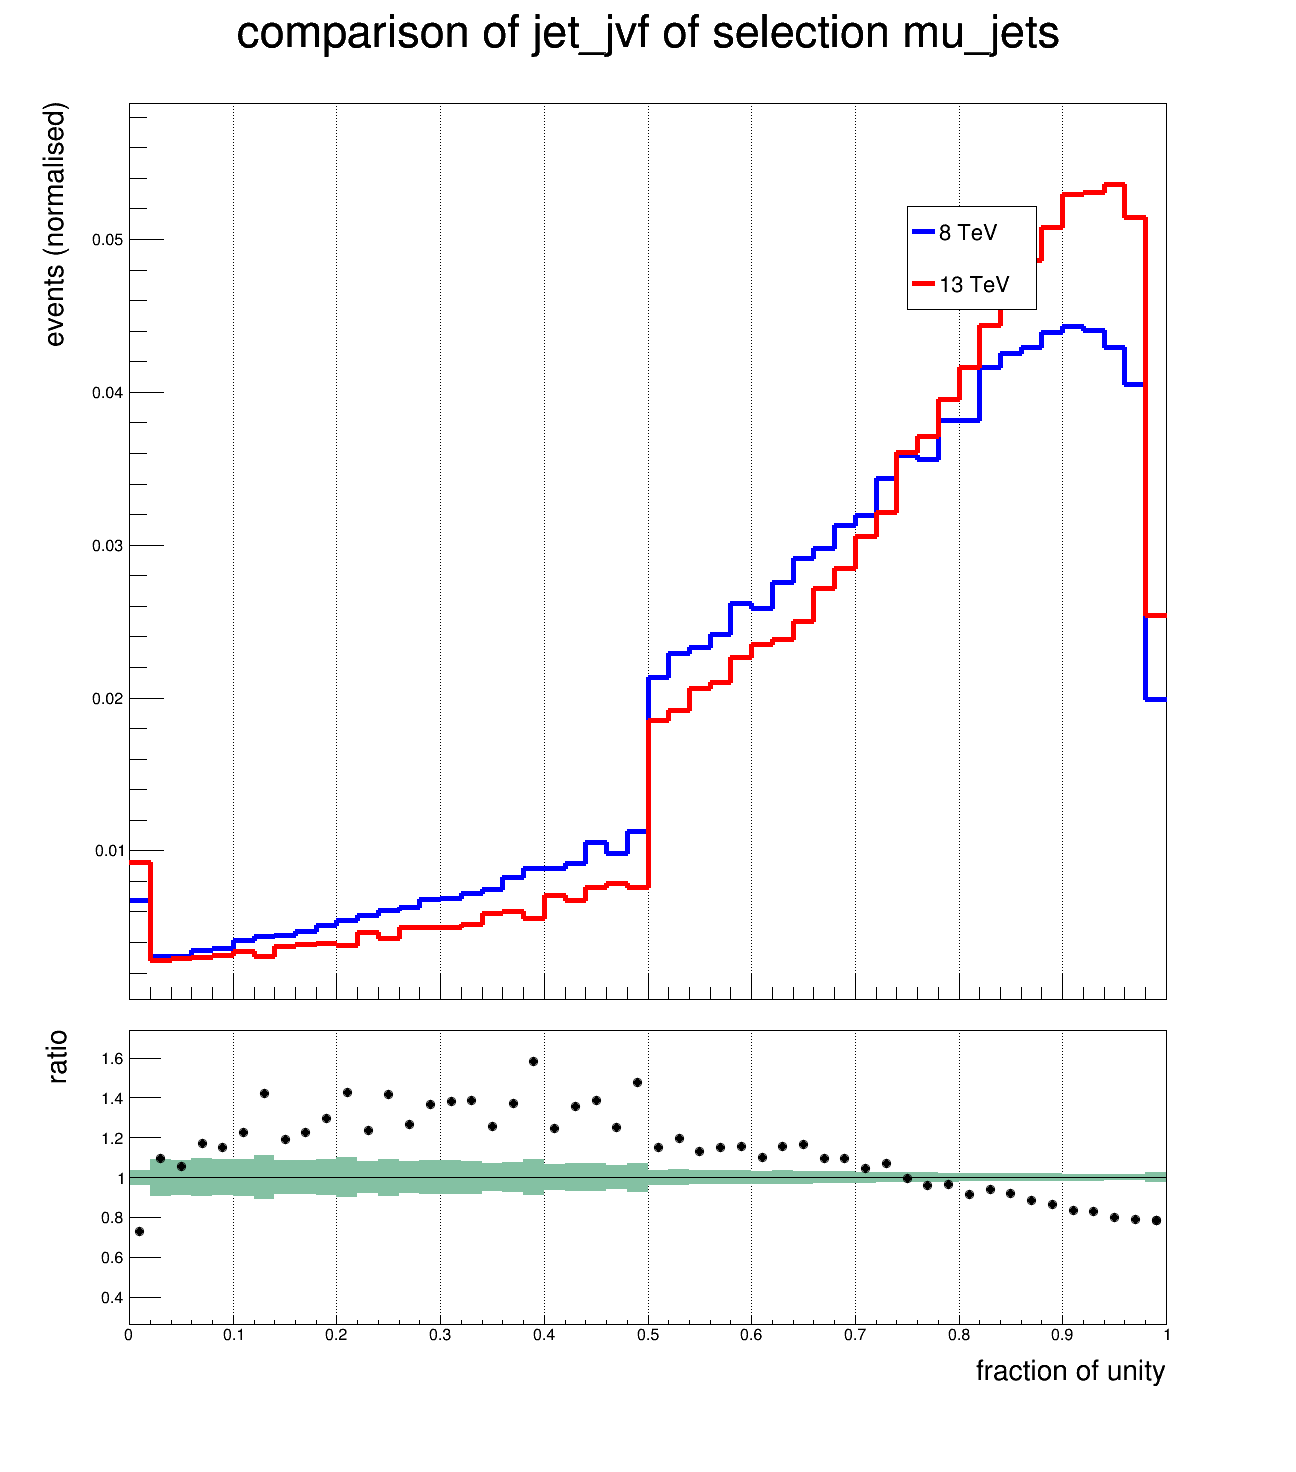 comparison of jet_jvf of selection mu_jets
events (normalised)
0.05
0.04
0.03
0.02
0.01
8 TeV
13 TeV
ratio
1.6
1.4
1.2
1
0.8
0.6
0.4
0 0.1 0.2 0.3 0.4 0.5 0.6 0.7 0.8 0.9 1
fraction of unity